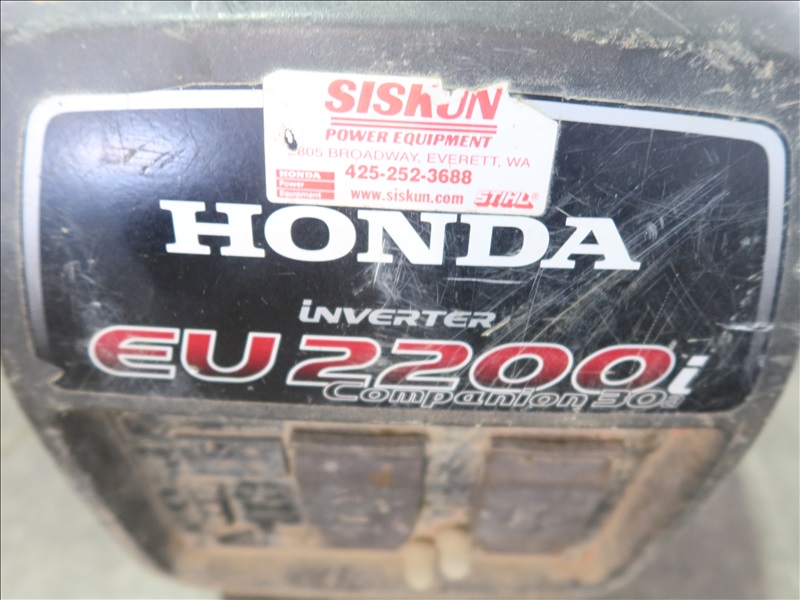 SISKUN
POWER EQUIPMENT
2805 BROADWAY, EVERETT, WA
HONDA
Power
Equipment
425-252-3688
www.siskun.com
STIHL®
HONDA
INVERTER
EU2200i
Companion 30